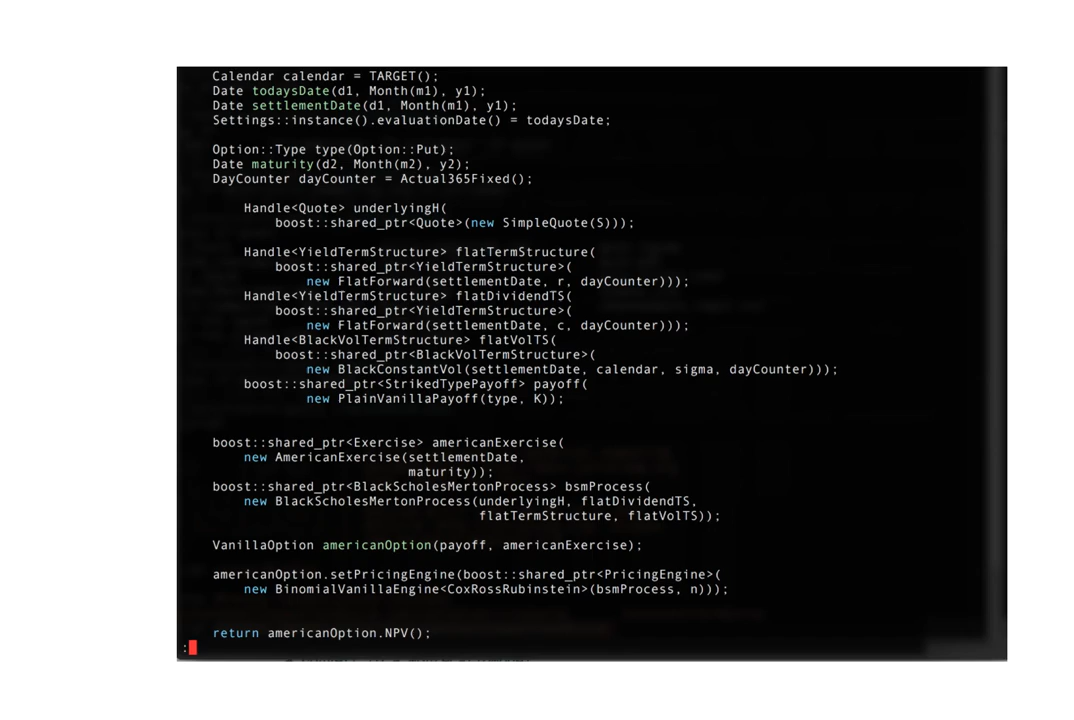 Calendar calendar = TARGET();
Date todaysDate(d1, Month(m1), y1);
Date settlementDate(d1, Month(m1), y1);
Settings::instance().evaluationDate() = todaysDate;
Option::Type type(Option::Put);
Date maturity(d2, Month(m2), y2);
DayCounter dayCounter = Actual365Fixed();
Handle<Quote> underlyingH(
boost::shared_ptr<Quote>(new SimpleQuote(S)));
Handle<YieldTermStructure> flatTermStructure(
boost::shared_ptr<YieldTermStructure>(
new FlatForward(settlementDate, r, dayCounter)));
Handle<YieldTermStructure> flatDividendTS(
boost::shared_ptr<YieldTermStructure>(
new FlatForward(settlementDate, c, dayCounter)));
Handle<BlackVolTermStructure> flatVolTS(
boost::shared_ptr<BlackVolTermStructure>(
new BlackConstantVol(settlementDate, calendar, sigma, dayCounter)));
boost::shared_ptr<StrikedTypePayoff> payoff(
new PlainVanillaPayoff(type, K));
boost::shared_ptr<Exercise> americanExercise(
new AmericanExercise(settlementDate,
maturity));
boost::shared_ptr<BlackScholesMertonProcess> bsmProcess(
new BlackScholesMertonProcess(underlyingH, flatDividendTS,
flatTermStructure, flatVolTS));
VanillaOption americanOption(payoff, americanExercise);
americanOption.setPricingEngine(boost::shared_ptr<PricingEngine>(
new BinomialVanillaEngine<CoxRossRubinstein>(bsmProcess, n)));
return americanOption.NPV();
: